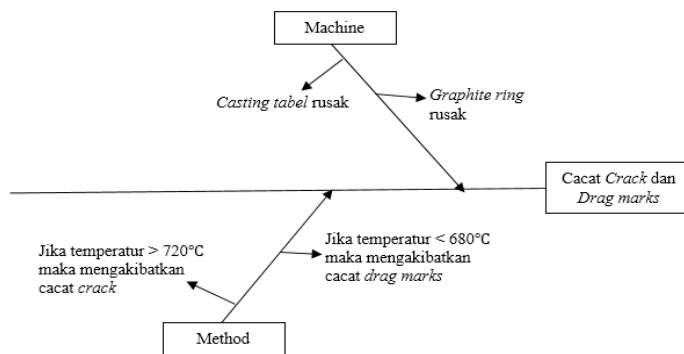 Machine
Casting tabel rusak
Graphite ring
rusak
Cacat Crack dan
Drag marks
Jika temperatur > 720°C
maka mengakibatkan
cacat crack
Jika temperatur < 680°C
maka mengakibatkan
cacat drag marks
Method